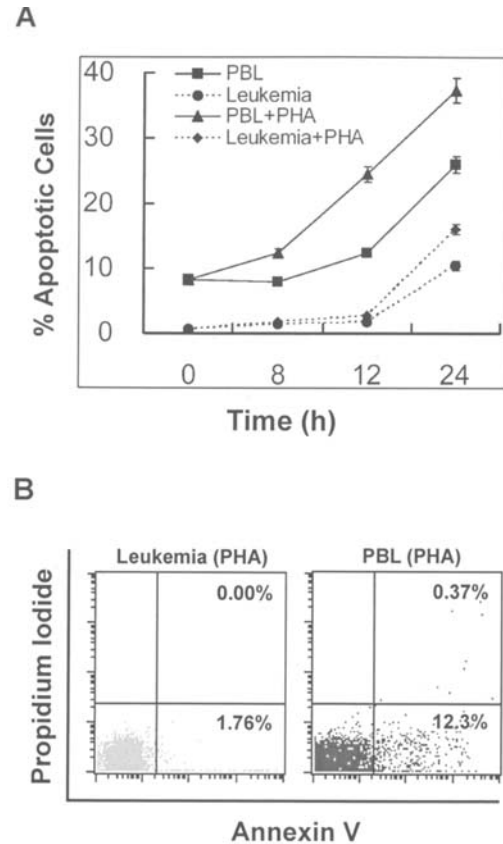 A
% Apoptotic Cells
40
30
20
10
0
PBL
Leukemia
PBL+PHA
Leukemia+PHA
0 8 12 24
Time (h)
B
Propidium Iodide
Leukemia (PHA) PBL (PHA)
0.00% 0.37%
1.76% 12.3%
Annexin V